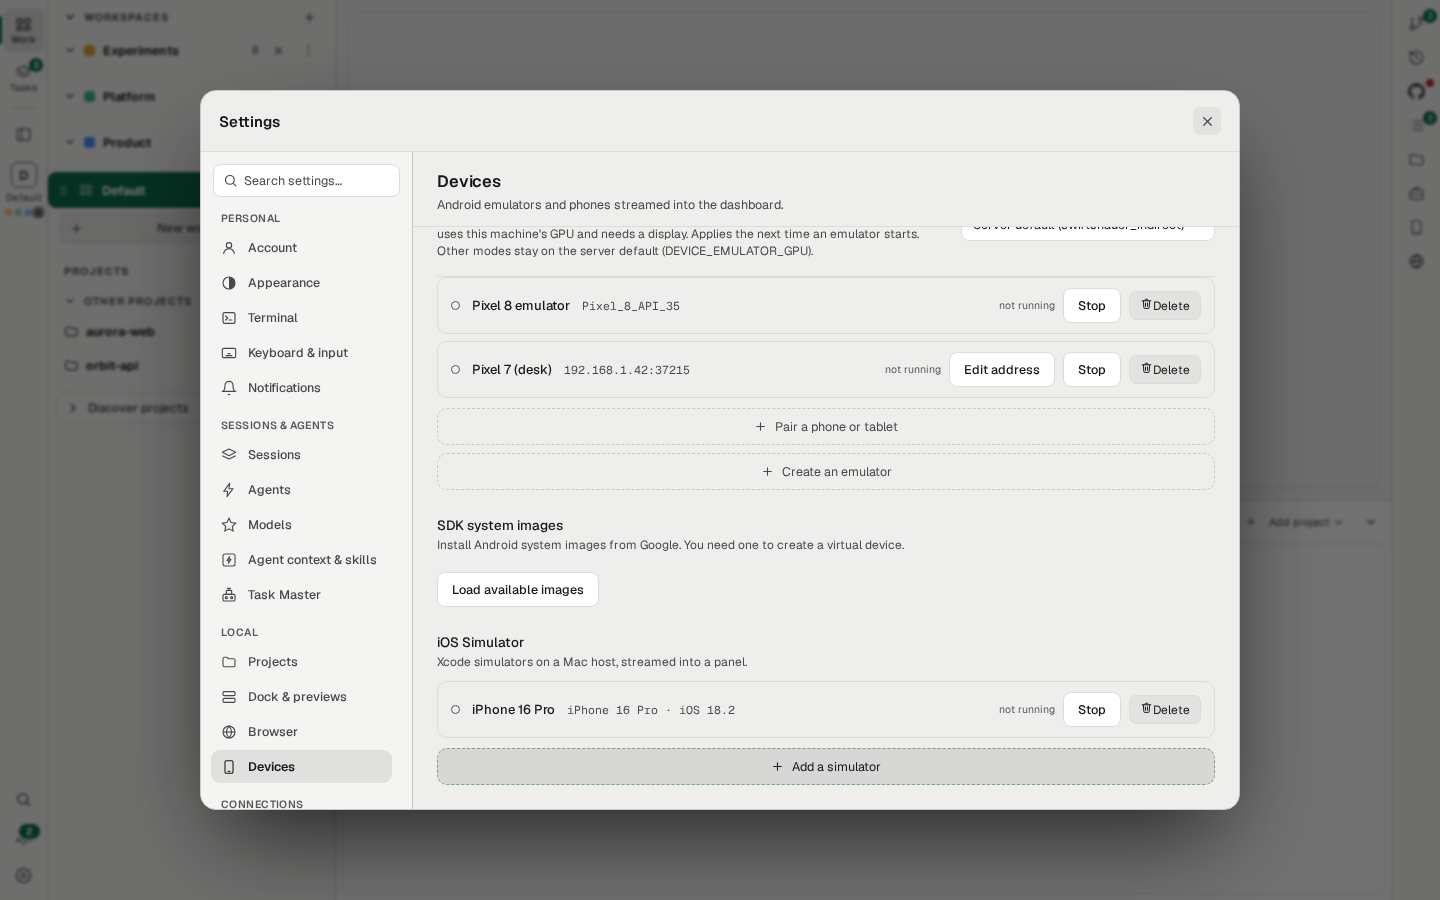 WORKSPACES
Work
Experiments
Tasks
Platform
Product
D
Default
Default
New wo
PROJECTS
OTHER PROJECTS
aurora-web
orbit-api
Discover projects
Add project
Settings
Search settings...
PERSONAL
Account
Appearance
Terminal
Keyboard & input
Notifications
SESSIONS & AGENTS
Sessions
Agents
Models
Agent context & skills
Task Master
LOCAL
Projects
Dock & previews
Browser
Devices
CONNECTIONS
Devices
Android emulators and phones streamed into the dashboard.
uses this machine's GPU and needs a display. Applies the next time an emulator starts.
Other modes stay on the server default (DEVICE_EMULATOR_GPU).
Server default (swiftshader_indirect)
Pixel 8 emulator Pixel_8_API_35 not running Stop Delete
Pixel 7 (desk) 192.168.1.42:37215 not running Edit address Stop Delete
Pair a phone or tablet
Create an emulator
SDK system images
Install Android system images from Google. You need one to create a virtual device.
Load available images
iOS Simulator
Xcode simulators on a Mac host, streamed into a panel.
iPhone 16 Pro iPhone 16 Pro · iOS 18.2 not running Stop Delete
Add a simulator